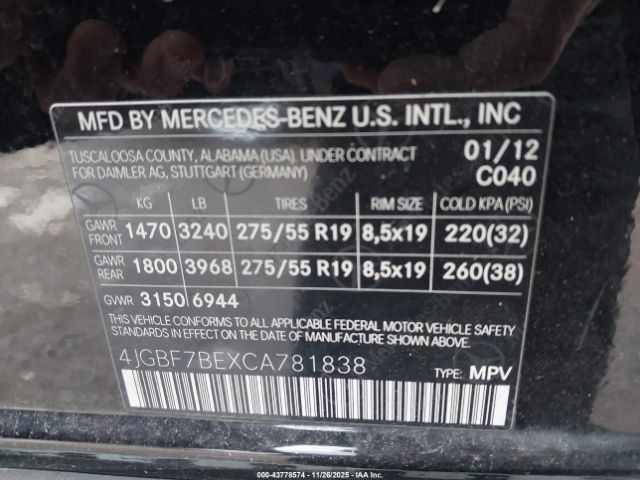 MFD BY MERCEDES-BENZ U.S. INTL., INC
TUSCALOOSA COUNTY, ALABAMA (USA). UNDER CONTRACT 01/12
FOR DAIMLER AG, STUTTGART (GERMANY) C040
KG LB TIRES RIM SIZE COLD KPA (PSI)
GAWR FRONT 1470 3240 275/55 R19 8,5x19 220(32)
GAWR REAR 1800 3968 275/55 R19 8,5x19 260(38)
GVWR 3150 6944
THIS VEHICLE CONFORMS TO ALL APPLICABLE FEDERAL MOTOR VEHICLE SAFETY
STANDARDS IN EFFECT ON THE DATE OF MANUFACTURE SHOWN ABOVE.
4JGBF7BEXCA781838 TYPE: MPV
000-43778574 | 11/26/2025 | Copyright IAA, LLC